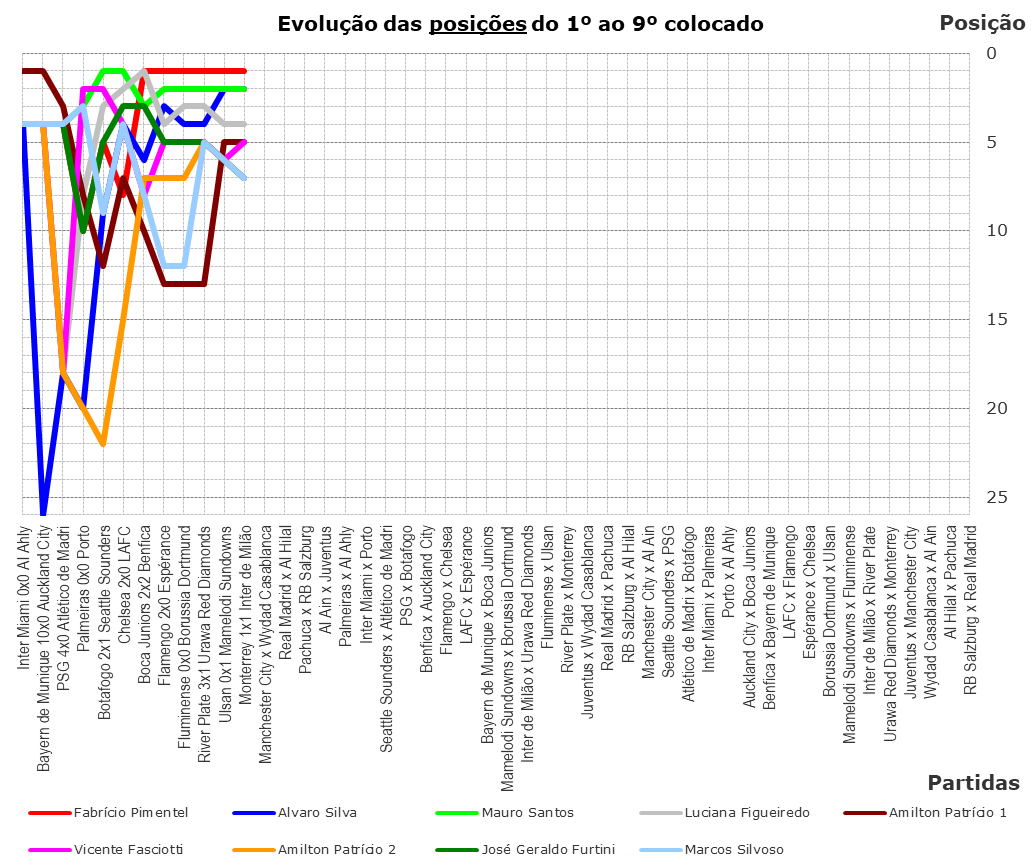 Evolução das posições do 1º ao 9º colocado
Posição
0
5
10
15
20
25
Inter Miami 0x0 Al Ahly
Bayern de Munique 10x0 Auckland City
PSG 4x0 Atlético de Madri
Palmeiras 0x0 Porto
Botafogo 2x1 Seattle Sounders
Chelsea 2x0 LAFC
Boca Juniors 2x2 Benfica
Flamengo 2x0 Espérance
Fluminense 0x0 Borussia Dortmund
River Plate 3x1 Urawa Red Diamonds
Ulsan 0x1 Mamelodi Sundowns
Monterrey 1x1 Inter de Milão
Manchester City x Wydad Casablanca
Real Madrid x Al Hilal
Pachuca x RB Salzburg
Al Ain x Juventus
Palmeiras x Al Ahly
Inter Miami x Porto
Seattle Sounders x Atlético de Madri
PSG x Botafogo
Benfica x Auckland City
Flamengo x Chelsea
LAFC x Espérance
Bayern de Munique x Boca Juniors
Mamelodi Sundowns x Borussia Dortmund
Inter de Milão x Urawa Red Diamonds
Fluminense x Ulsan
River Plate x Monterrey
Juventus x Wydad Casablanca
Real Madrid x Pachuca
RB Salzburg x Al Hilal
Manchester City x Al Ain
Seattle Sounders x PSG
Atlético de Madri x Botafogo
Inter Miami x Palmeiras
Porto x Al Ahly
Auckland City x Boca Juniors
Benfica x Bayern de Munique
LAFC x Flamengo
Espérance x Chelsea
Borussia Dortmund x Ulsan
Mamelodi Sundowns x Fluminense
Inter de Milão x River Plate
Urawa Red Diamonds x Monterrey
Juventus x Manchester City
Wydad Casablanca x Al Ain
Al Hilal x Pachuca
RB Salzburg x Real Madrid
Partidas
Fabrício Pimentel
Alvaro Silva
Mauro Santos
Luciana Figueiredo
Amilton Patrício 1
Vicente Fasciotti
Amilton Patrício 2
José Geraldo Furtini
Marcos Silvoso